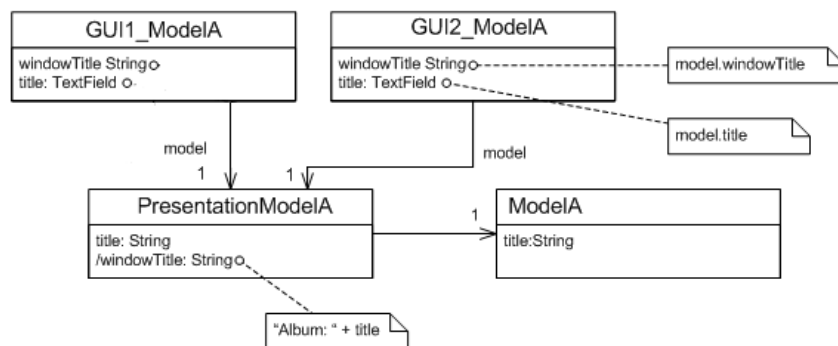 GUI1_ModelA
windowTitle String
title: TextField
GUI2_ModelA
windowTitle String
title: TextField
model.windowTitle
model.title
model
1
model
1
PresentationModelA
title: String
/windowTitle: String
1
ModelA
title:String
"Album: “ + title